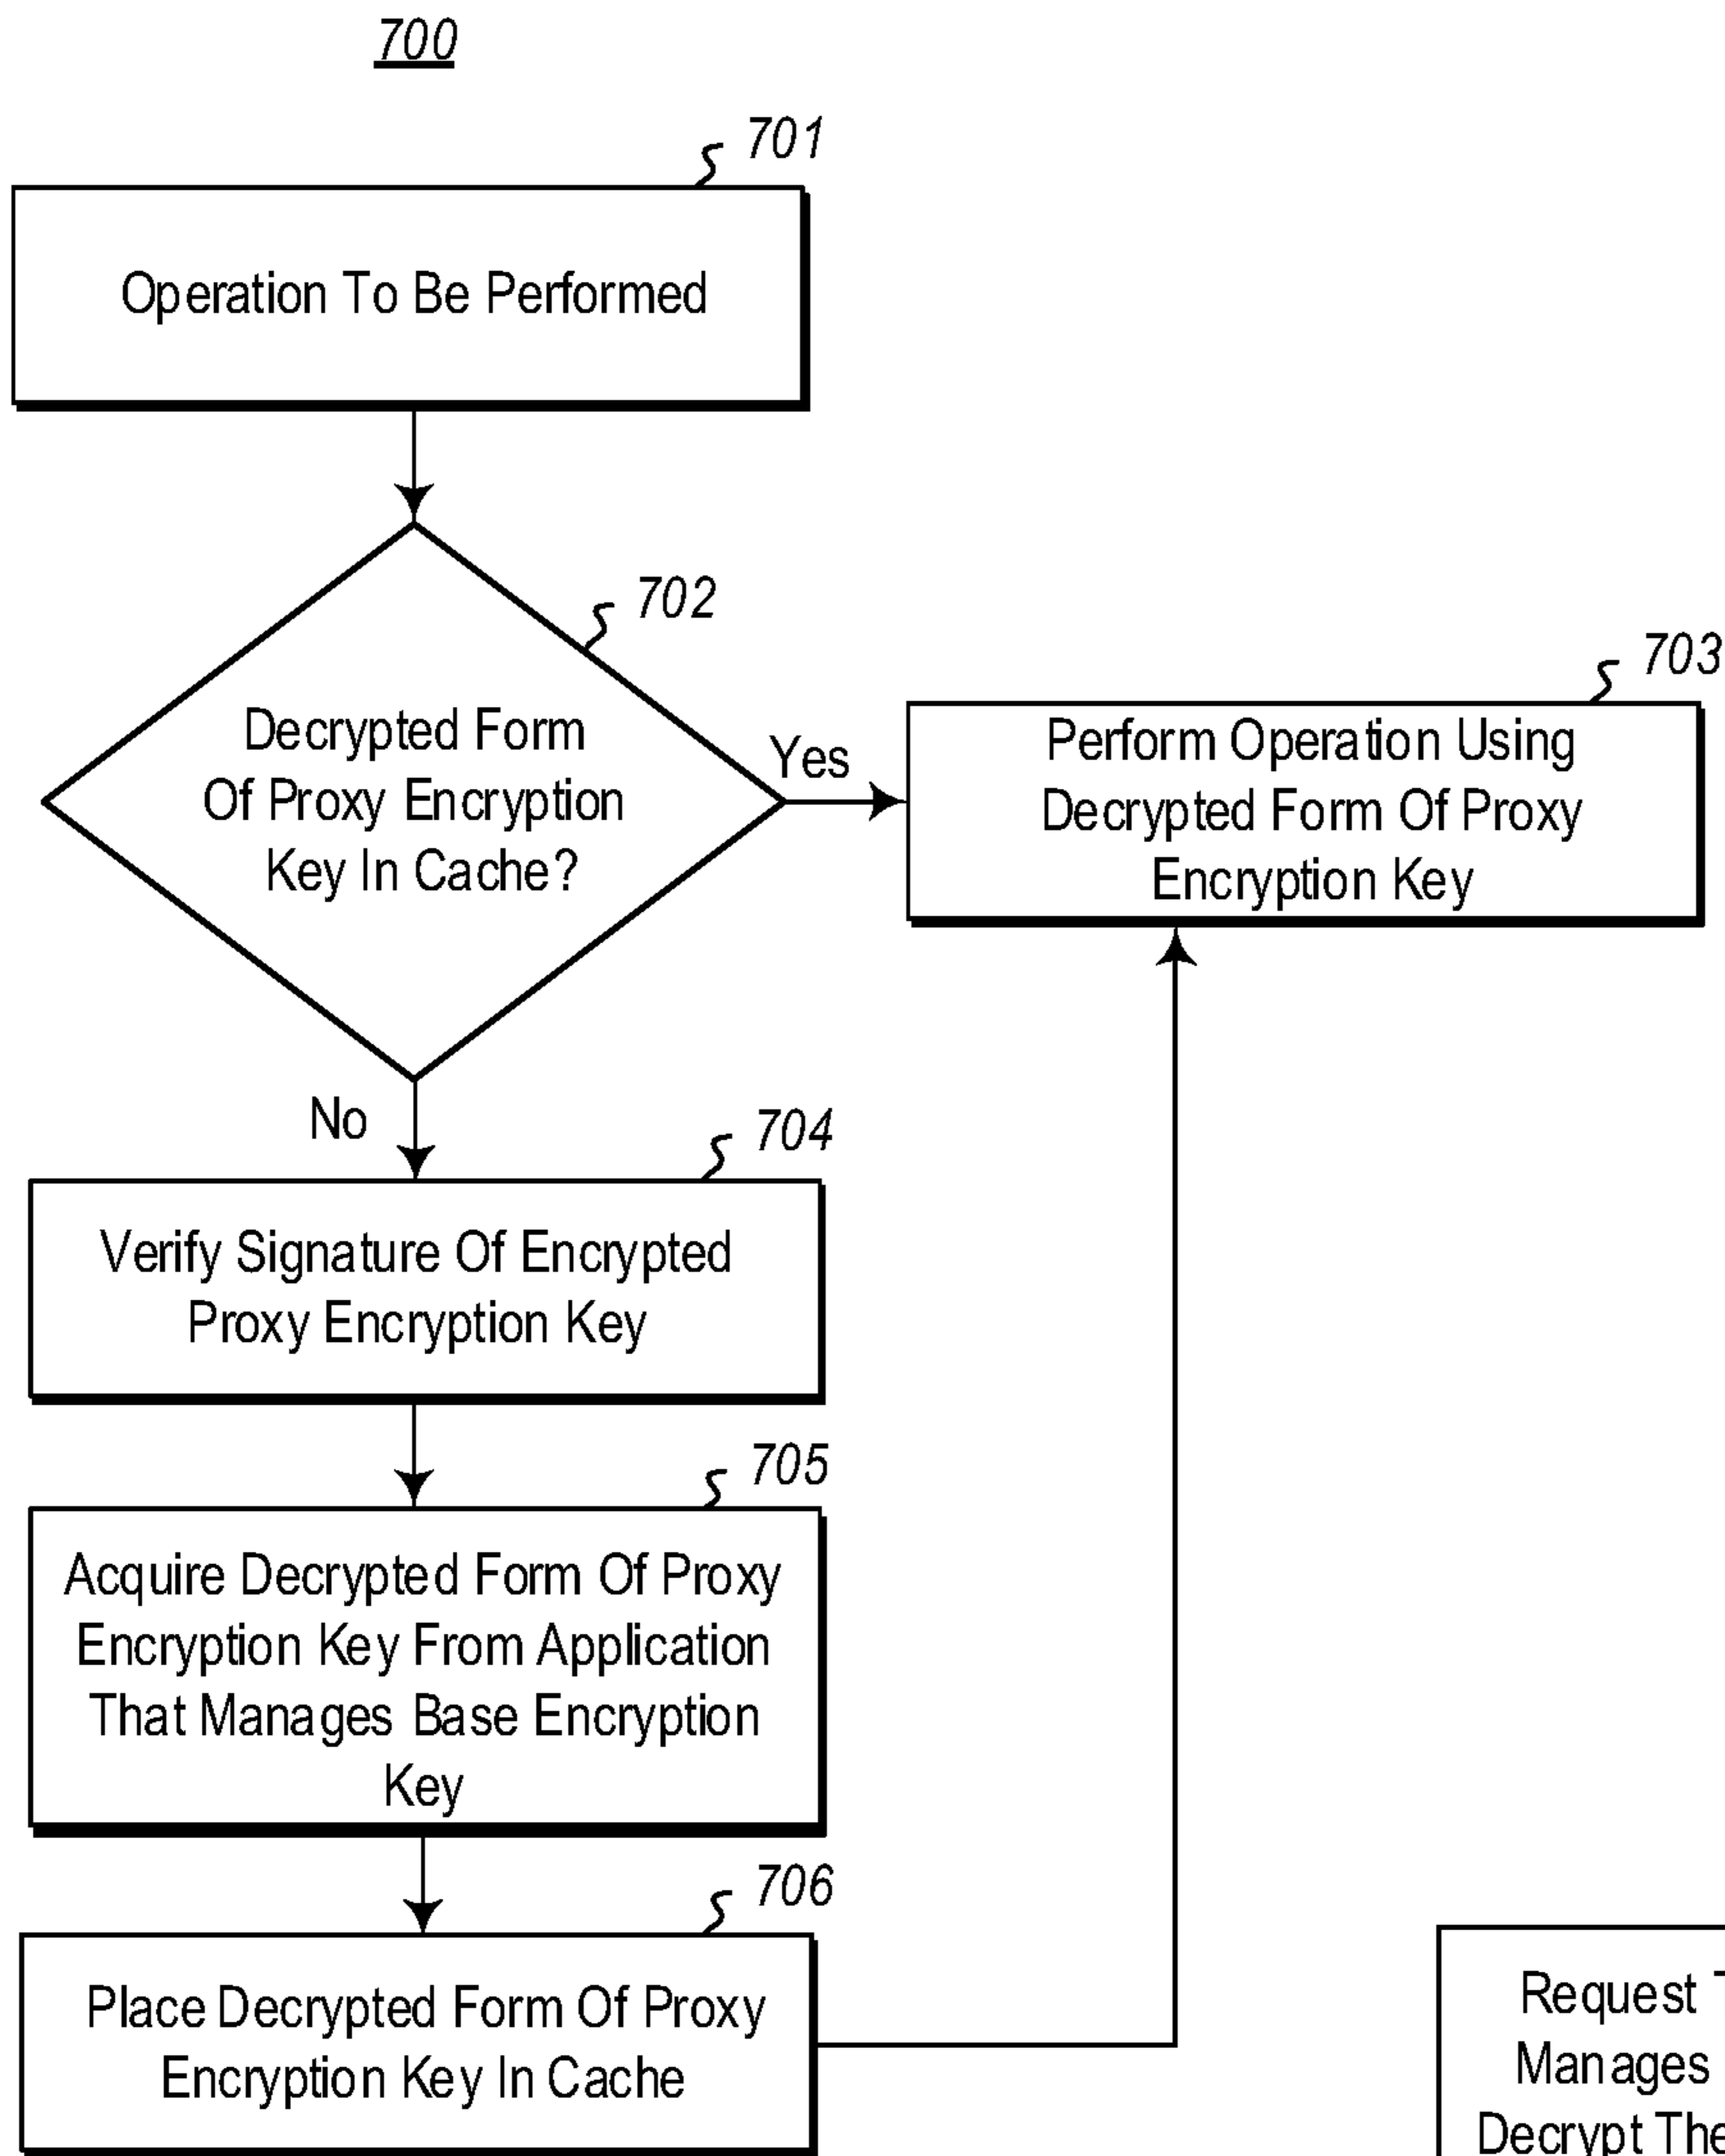 700
701
Operation To Be Performed
702
Decrypted Form
Of Proxy Encryption
Key In Cache?
Yes
703
Perform Operation Using
Decrypted Form Of Proxy
Encryption Key
No
704
Verify Signature Of Encrypted
Proxy Encryption Key
705
Acquire Decrypted Form Of Proxy
Encryption Key From Application
That Manages Base Encryption
Key
706
Place Decrypted Form Of Proxy
Encryption Key In Cache
Request
Manages
Decrypt The